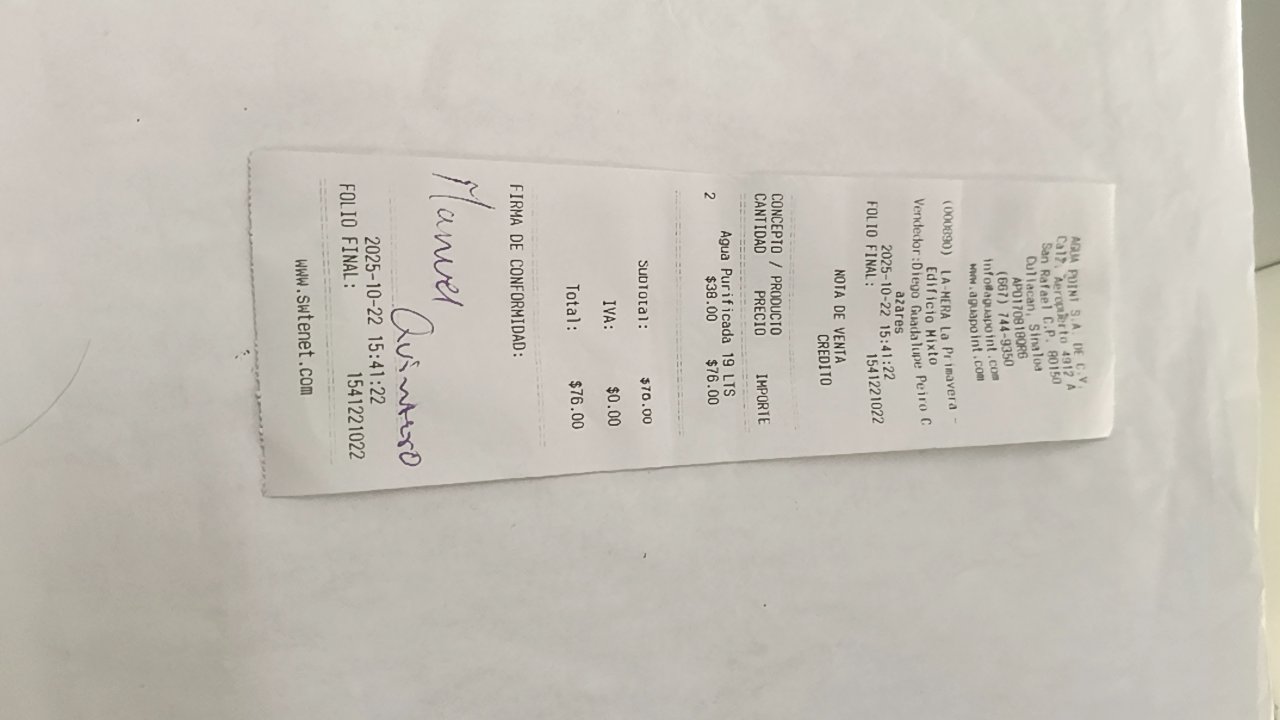 AGUA POINT S.A. DE C.V.
Calz. Aeropuerto 4912 A
San Rafael C.P. 80150
Culiacan, Sinaloa
APO170818QR6
(667) 744-9350
info@aguapoint.com
www.aguapoint.com
(000890)) LA-MERA La Primavera -
Edificio Mixto
Vendedor:Diego Guadalupe Peiro C
azares
2025-10-22 15:41:22
FOLIO FINAL: 1541221022
NOTA DE VENTA
CREDITO
CONCEPTO / PRODUCTO
CANTIDAD PRECIO IMPORTE
Agua Purificada 19 LTS
2 $38.00 $76.00
SubTotal: $76.00
IVA: $0.00
Total: $76.00
FIRMA DE CONFORMIDAD:
Manuel
Quintero
2025-10-22 15:41:22
FOLIO FINAL: 1541221022
www.swtenet.com